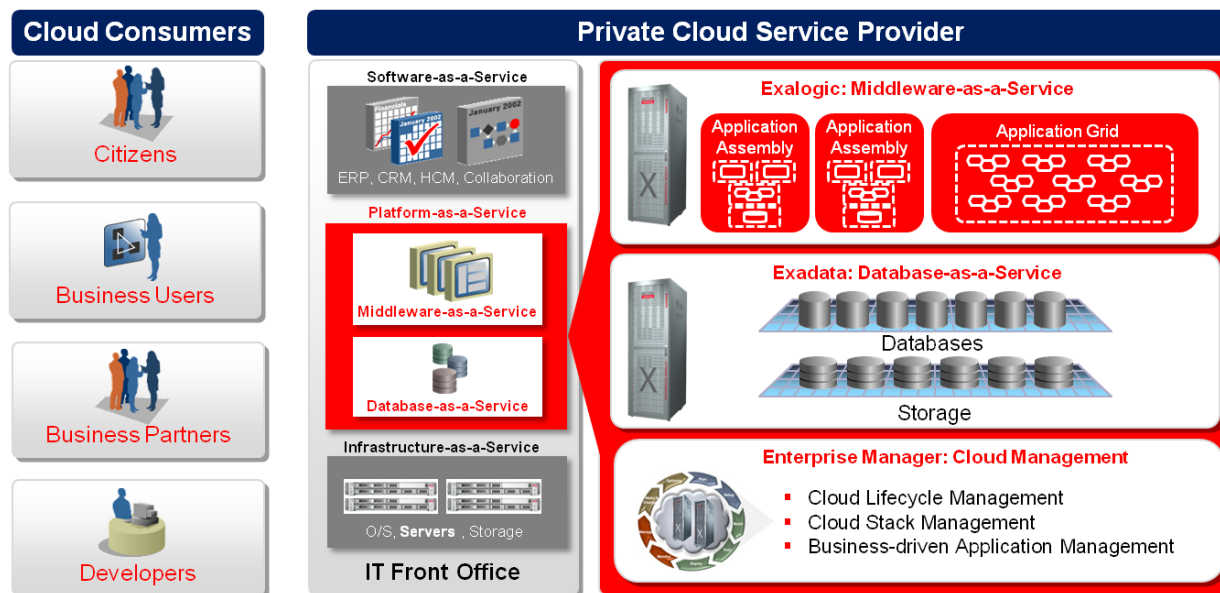 Cloud Consumers
Citizens
Business Users
Business Partners
Developers
Private Cloud Service Provider
Software-as-a-Service
Financials
January 2002
January 2002
ERP, CRM, HCM, Collaboration
Platform-as-a-Service
Middleware-as-a-Service
Database-as-a-Service
Infrastructure-as-a-Service
O/S, Servers , Storage
IT Front Office
Exalogic: Middleware-as-a-Service
X
Application
Assembly
Application
Assembly
Application Grid
Exadata: Database-as-a-Service
X
Databases
Storage
Enterprise Manager: Cloud Management
X X
▪ Cloud Lifecycle Management
▪ Cloud Stack Management
▪ Business-driven Application Management